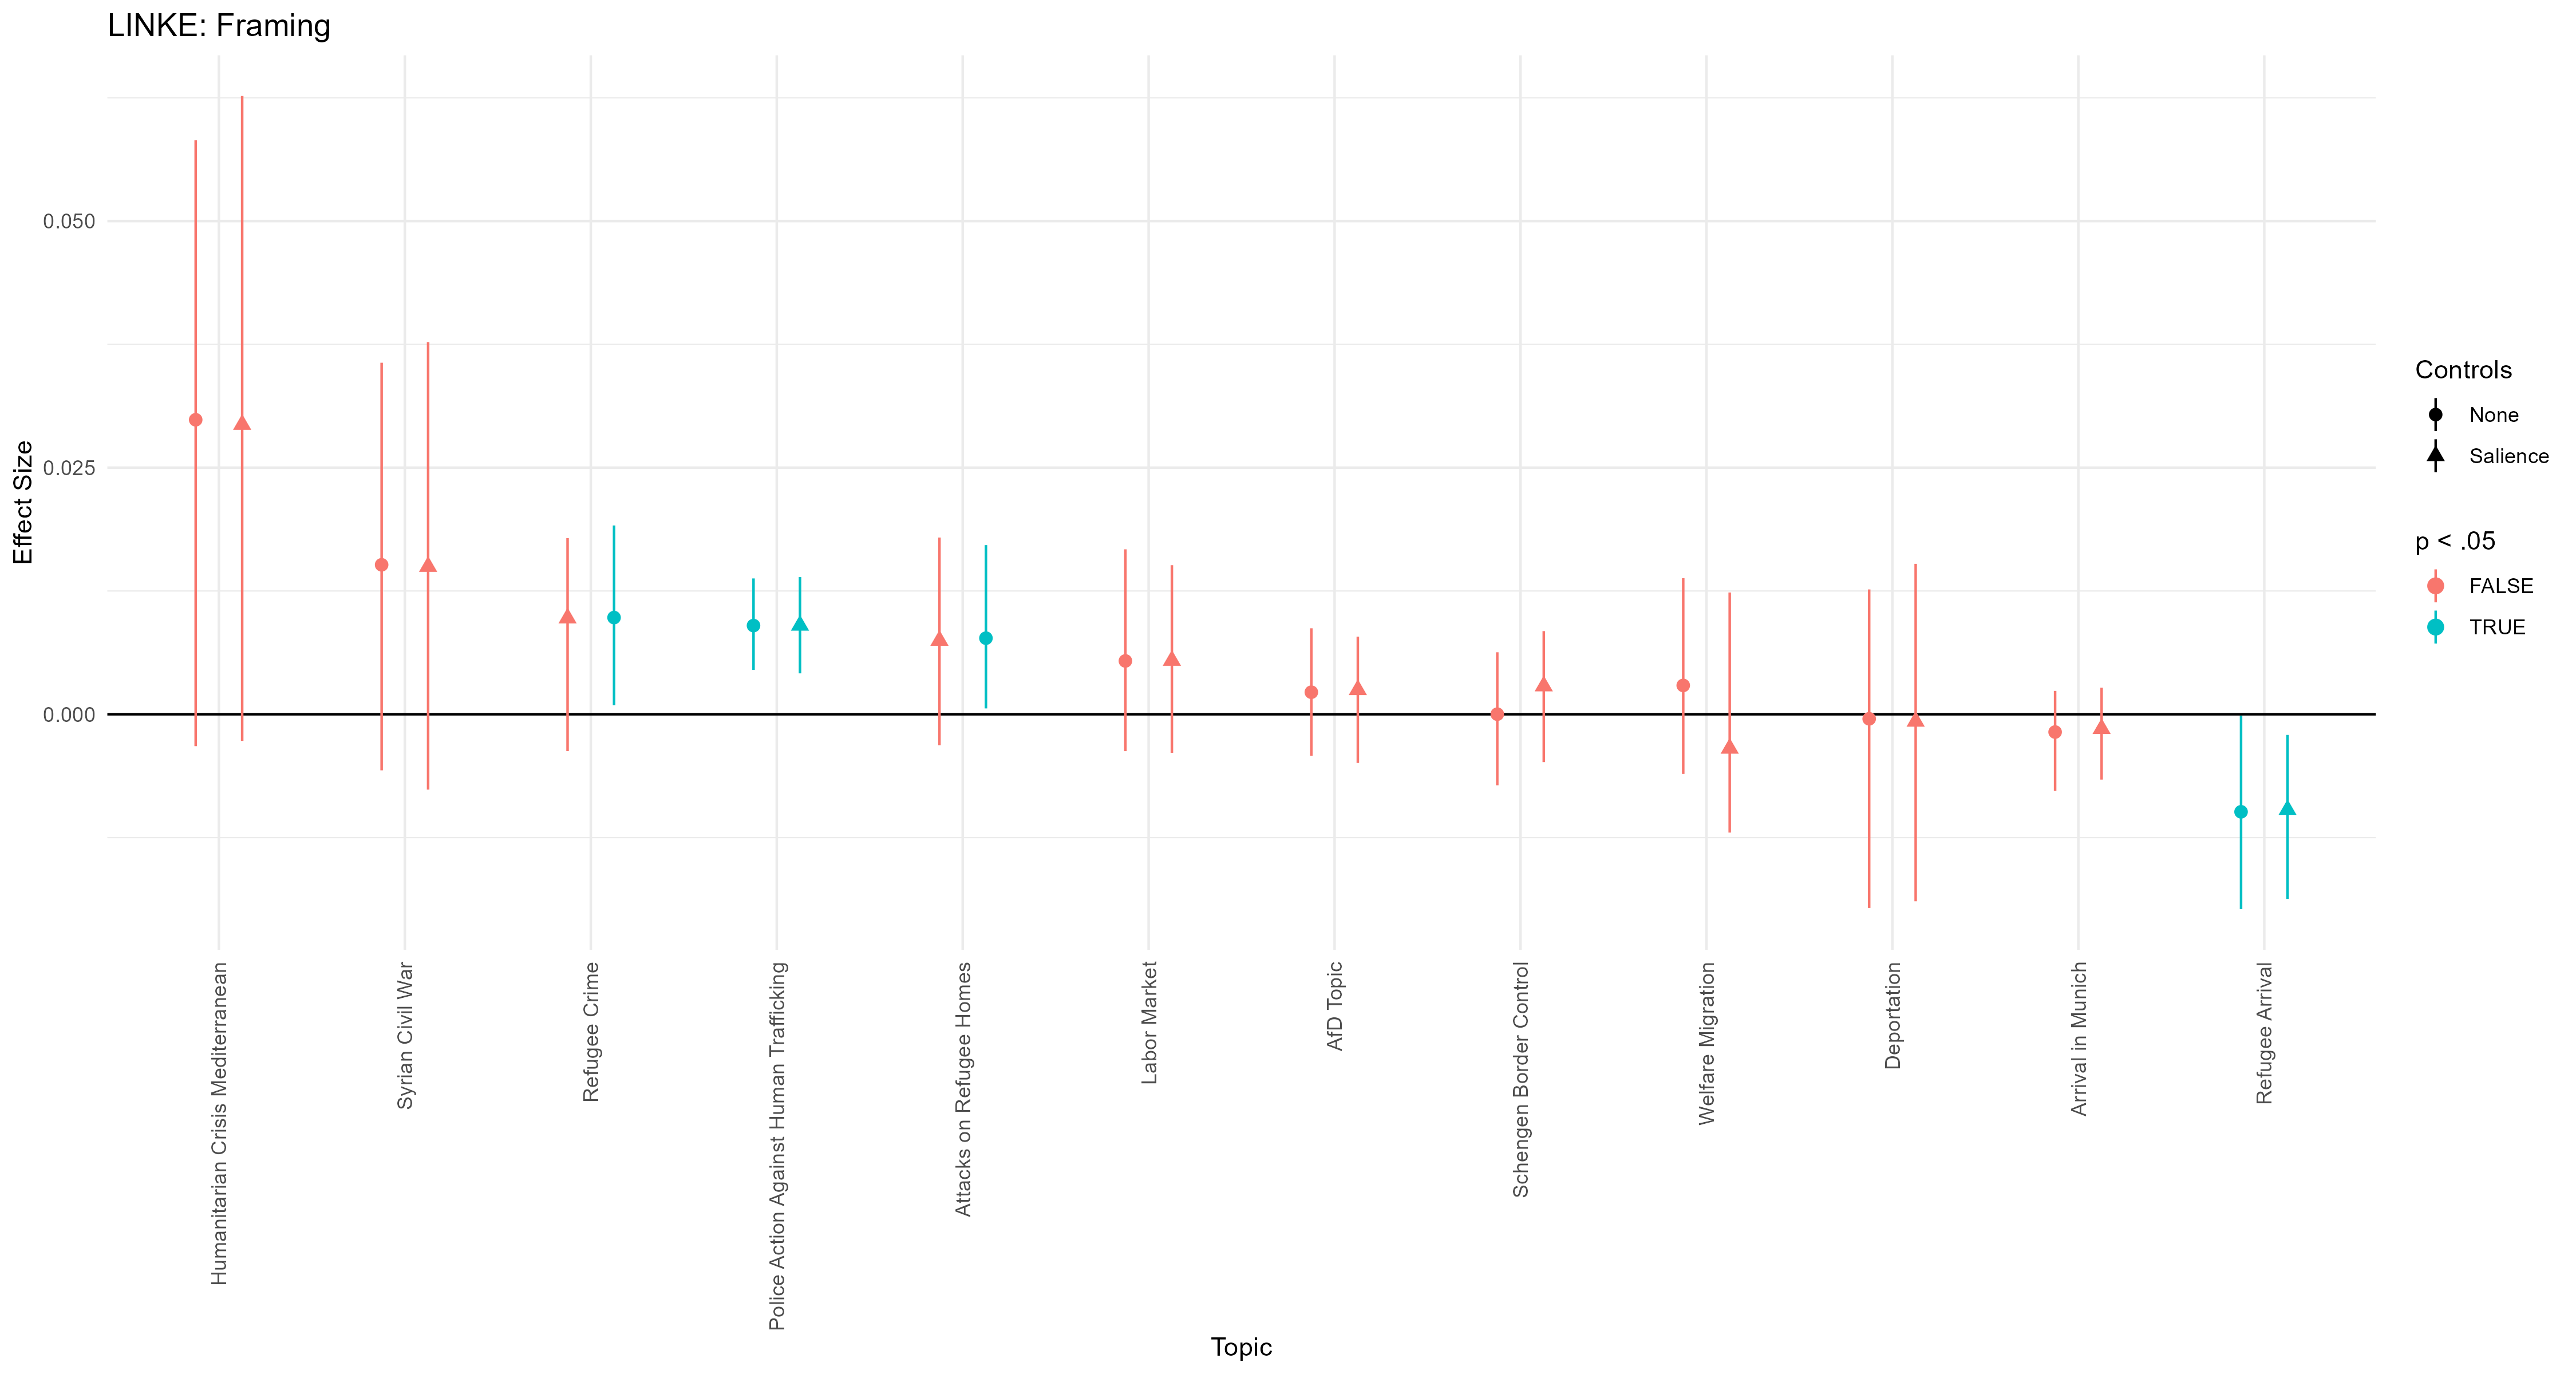 LINKE: Framing
Effect Size
0.050
0.025
0.000
Humanitarian Crisis Mediterranean
Syrian Civil War
Refugee Crime
Police Action Against Human Trafficking
Attacks on Refugee Homes
Labor Market
AfD Topic
Schengen Border Control
Welfare Migration
Deportation
Arrival in Munich
Refugee Arrival
Topic
Controls
None
Salience
p < .05
FALSE
TRUE